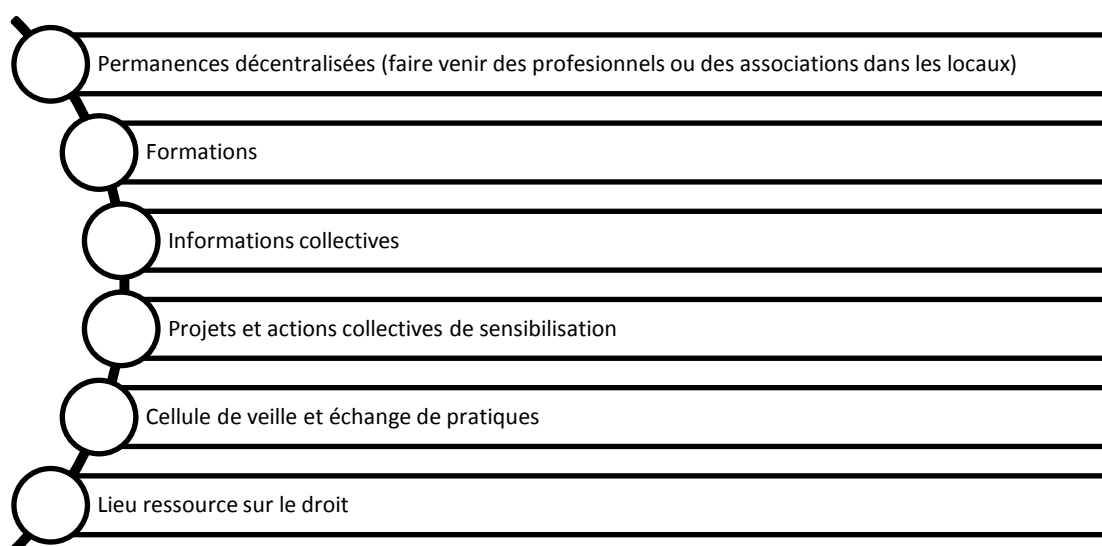 Permanences décentralisées (faire venir des profesionnels ou des associations dans les locaux)
Formations
Informations collectives
Projets et actions collectives de sensibilisation
Cellule de veille et échange de pratiques
Lieu ressource sur le droit